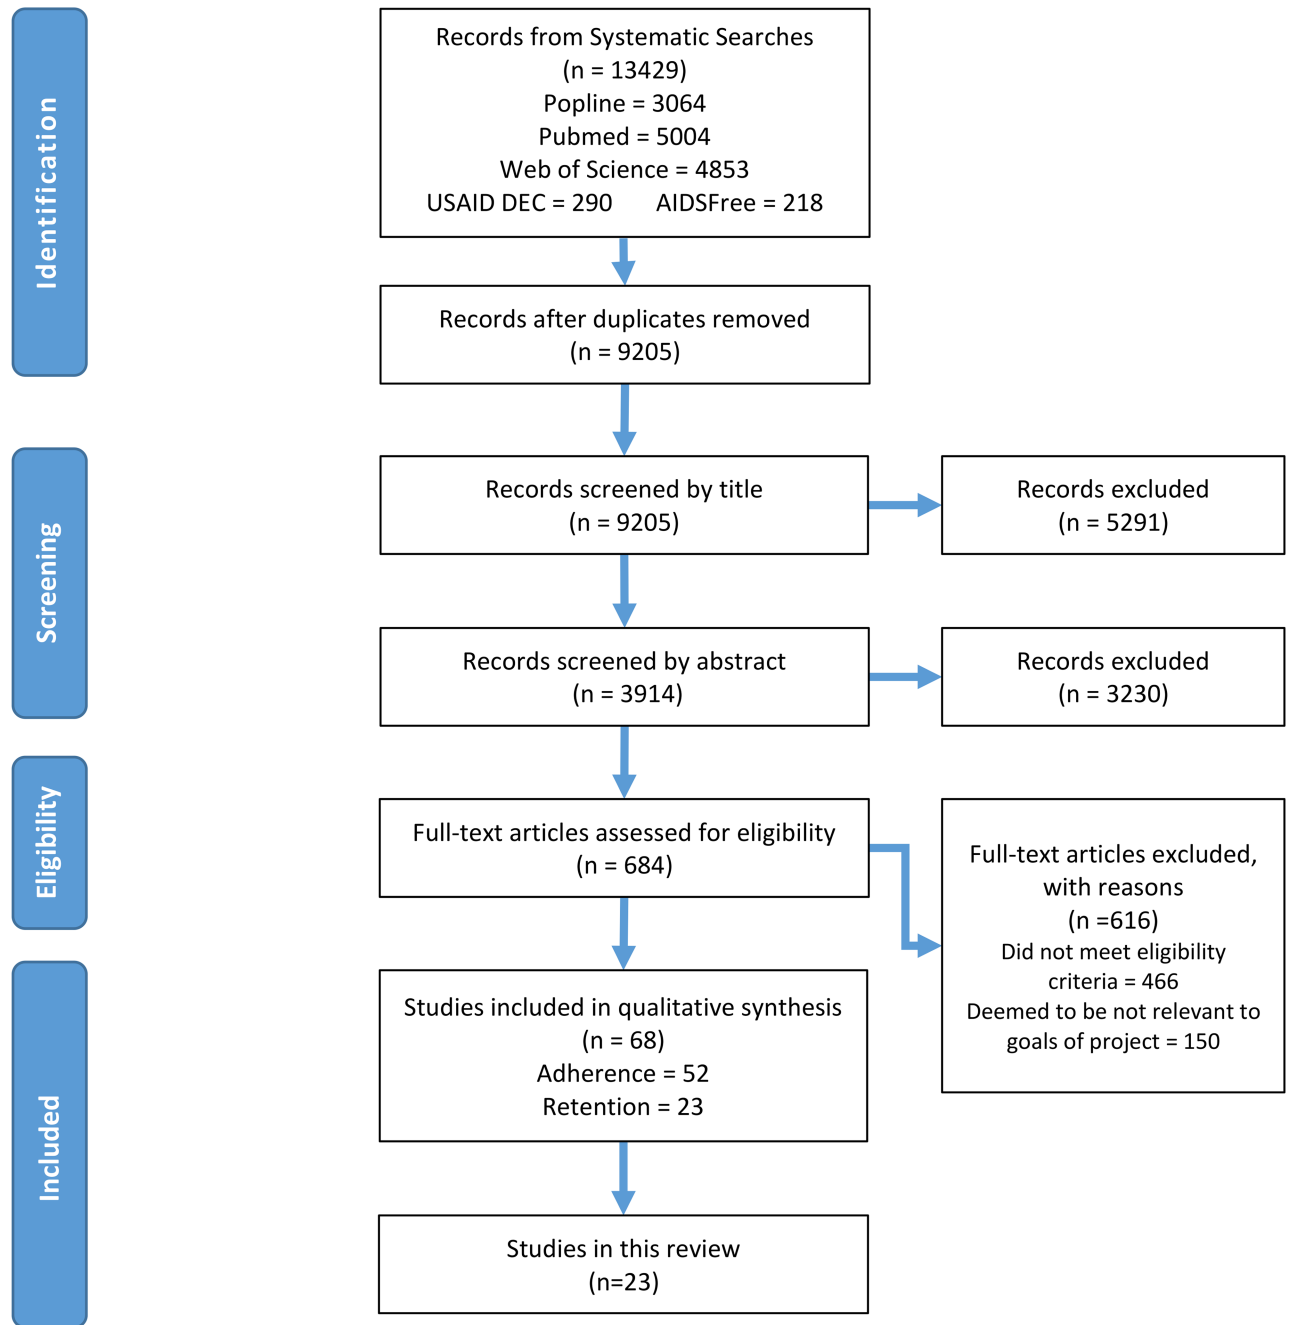 Identification
Records from Systematic Searches
(n = 13429)
Popline = 3064
Pubmed = 5004
Web of Science = 4853
USAID DEC = 290 AIDSFree = 218
Records after duplicates removed
(n = 9205)
Screening
Records screened by title
(n = 9205)
Records excluded
(n = 5291)
Records screened by abstract
(n = 3914)
Records excluded
(n = 3230)
Eligibility
Full-text articles assessed for eligibility
(n = 684)
Full-text articles excluded,
with reasons
(n =616)
Did not meet eligibility
criteria = 466
Deemed to be not relevant to
goals of project = 150
Included
Studies included in qualitative synthesis
(n = 68)
Adherence = 52
Retention = 23
Studies in this review
(n=23)